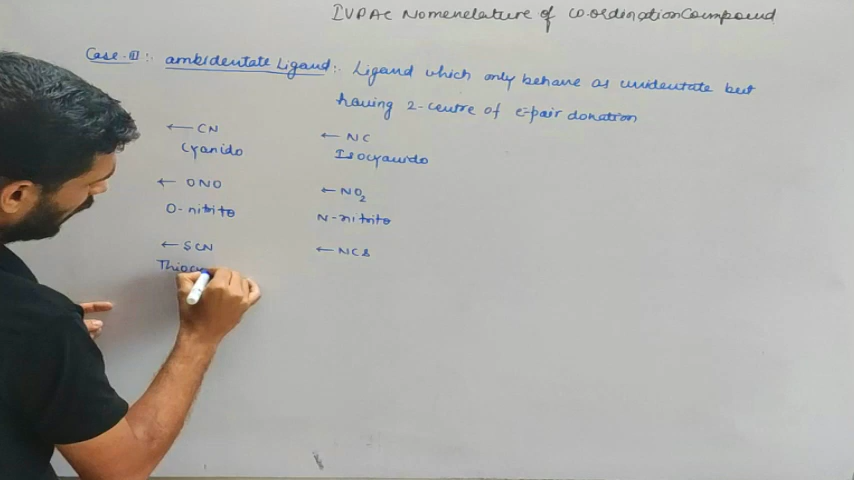 IUPAC Nomenclature of Co-ordination Compound
Case-III:- ambidentate Ligand:- Ligand which only behave as unidentate but
having 2-centre of e-pair donation
← CN
← NC
Cyanido
Isocyanido
← ONO
← NO2
O-nitrito
N-nitrito
← SCN
← NCS